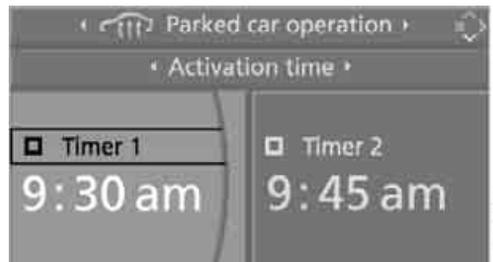 Parked car operation
Activation time
Timer 1
9:30 am
Timer 2
9:45 am